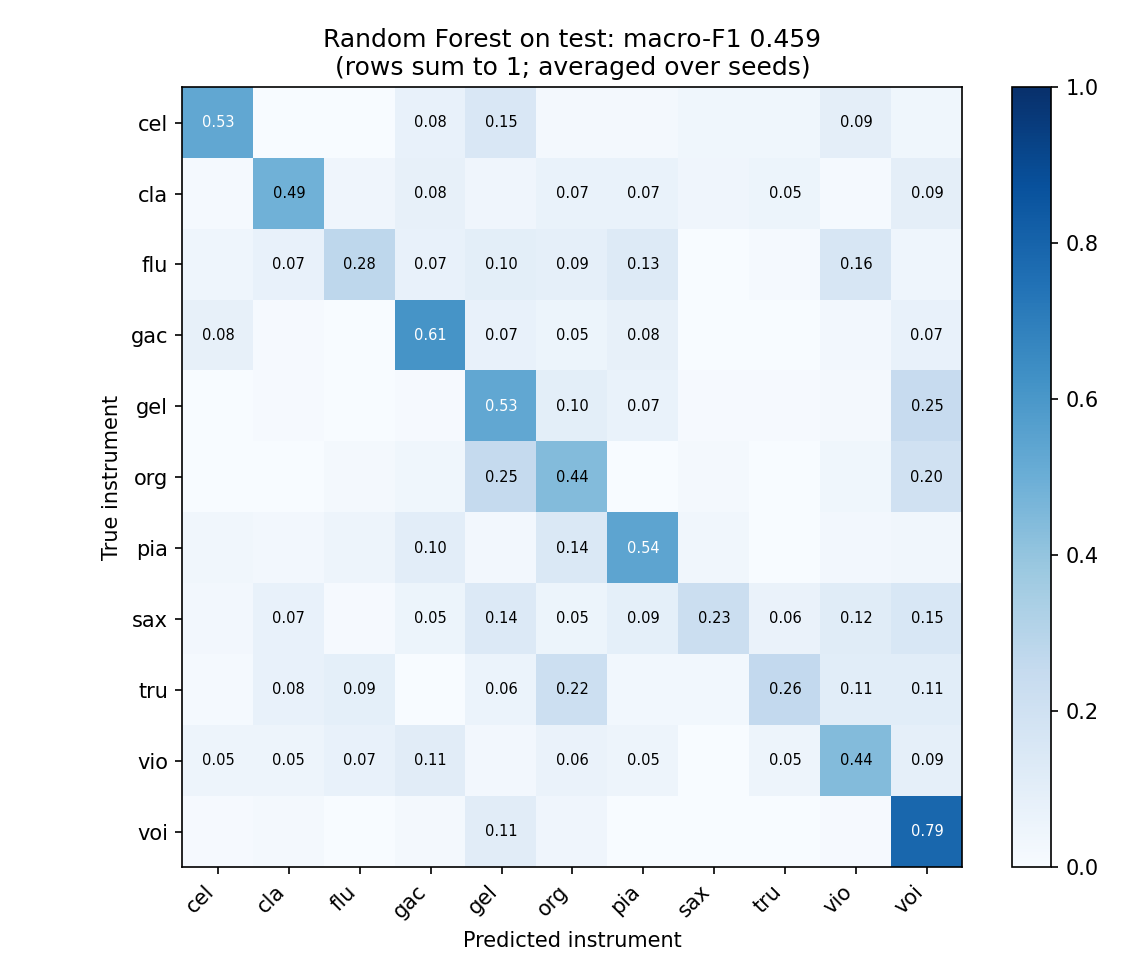 Random Forest on test: macro-F1 0.459
(rows sum to 1; averaged over seeds)
True instrument
cel 0.53 0.08 0.15 0.09
cla 0.49 0.08 0.07 0.07 0.05 0.09
flu 0.07 0.28 0.07 0.10 0.09 0.13 0.16
gac 0.08 0.61 0.07 0.05 0.08 0.07
gel 0.53 0.10 0.07 0.25
org 0.25 0.44 0.20
pia 0.10 0.14 0.54
sax 0.07 0.05 0.14 0.05 0.09 0.23 0.06 0.12 0.15
tru 0.08 0.09 0.06 0.22 0.26 0.11 0.11
vio 0.05 0.05 0.07 0.11 0.06 0.05 0.05 0.44 0.09
voi 0.11 0.79
cel cla flu gac gel org pia sax tru vio voi
Predicted instrument
1.0
0.8
0.6
0.4
0.2
0.0